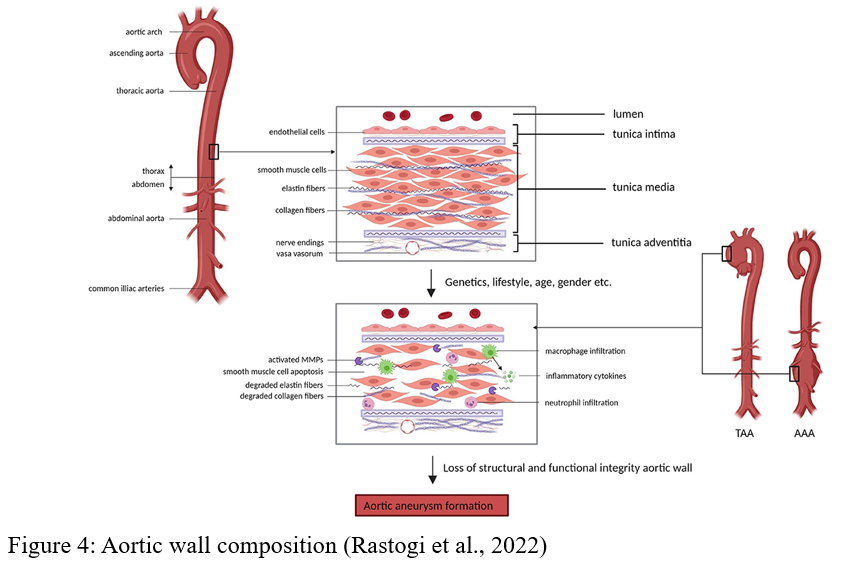 aortic arch
ascending aorta
thoracic aorta
thorax
abdomen
abdominal aorta
common illiac arteries
endothelial cells
smooth muscle cells
elastin fibers
collagen fibers
nerve endings
vasa vasorum
lumen
tunica intima
tunica media
tunica adventitia
Genetics, lifestyle, age, gender etc.
activated MMPs
smooth muscle cell apoptosis
degraded elastin fibers
degraded collagen fibers
macrophage infiltration
inflammatory cytokines
neutrophil infiltration
TAA
AAA
Loss of structural and functional integrity aortic wall
Aortic aneurysm formation
Figure 4: Aortic wall composition (Rastogi et al., 2022)